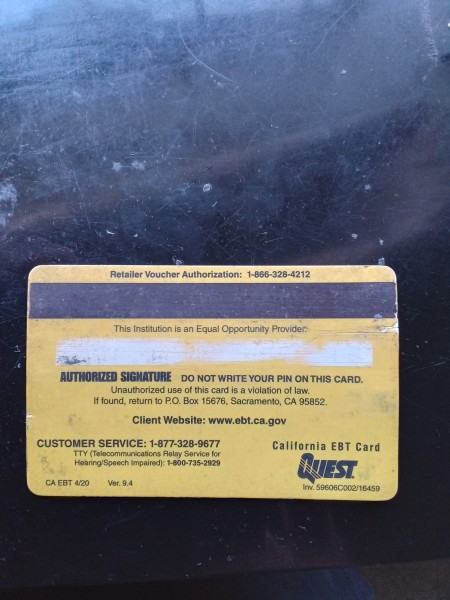 Retailer Voucher Authorization: 1-866-328-4212
This Institution is an Equal Opportunity Provider.
AUTHORIZED SIGNATURE DO NOT WRITE YOUR PIN ON THIS CARD.
Unauthorized use of this card is a violation of law.
If found, return to P.O. Box 15676, Sacramento, CA 95852.
Client Website: www.ebt.ca.gov
CUSTOMER SERVICE: 1-877-328-9677
TTY (Telecommunications Relay Service for
Hearing/Speech Impaired): 1-800-735-2929
CA EBT 4/20 Ver. 9.4
California EBT Card
QUEST
Inv. 59606C002/16459